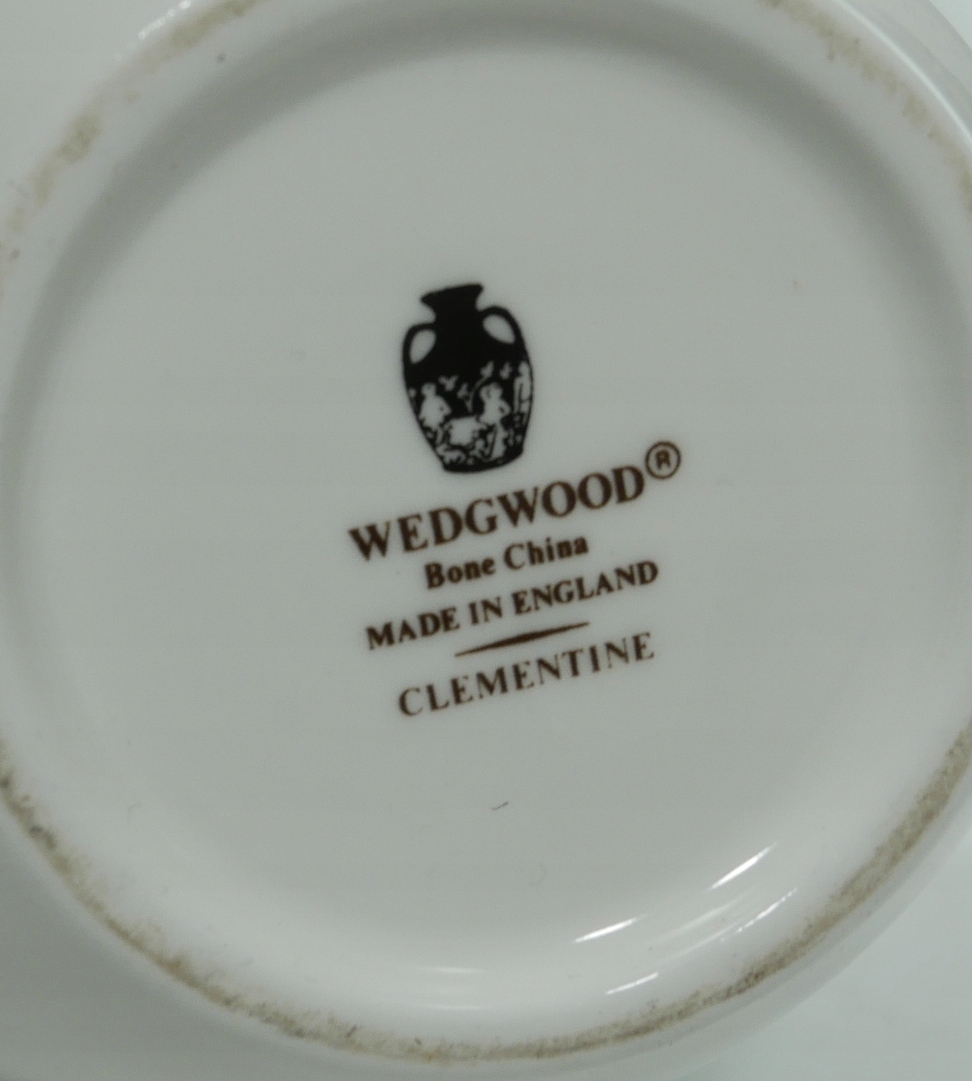 WEDGWOOD®
Bone China
MADE IN ENGLAND
CLEMENTINE